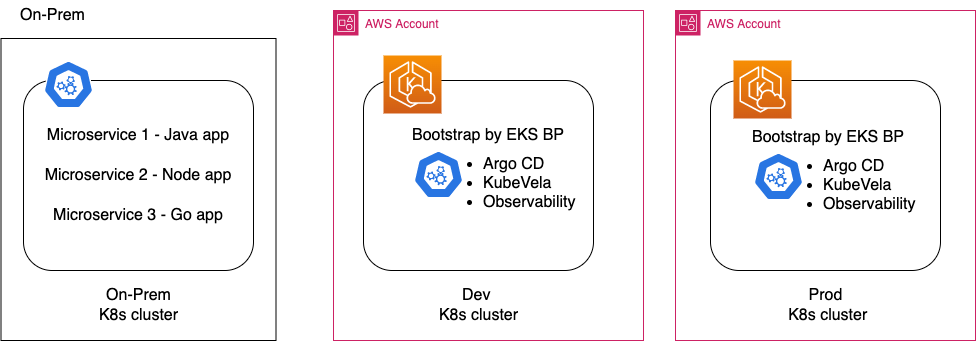 On-Prem
Microservice 1 - Java app
Microservice 2 - Node app
Microservice 3 - Go app
On-Prem
K8s cluster
AWS Account
K
Bootstrap by EKS BP
• Argo CD
• KubeVela
• Observability
Dev
K8s cluster
AWS Account
K
Bootstrap by EKS BP
• Argo CD
• KubeVela
• Observability
Prod
K8s cluster